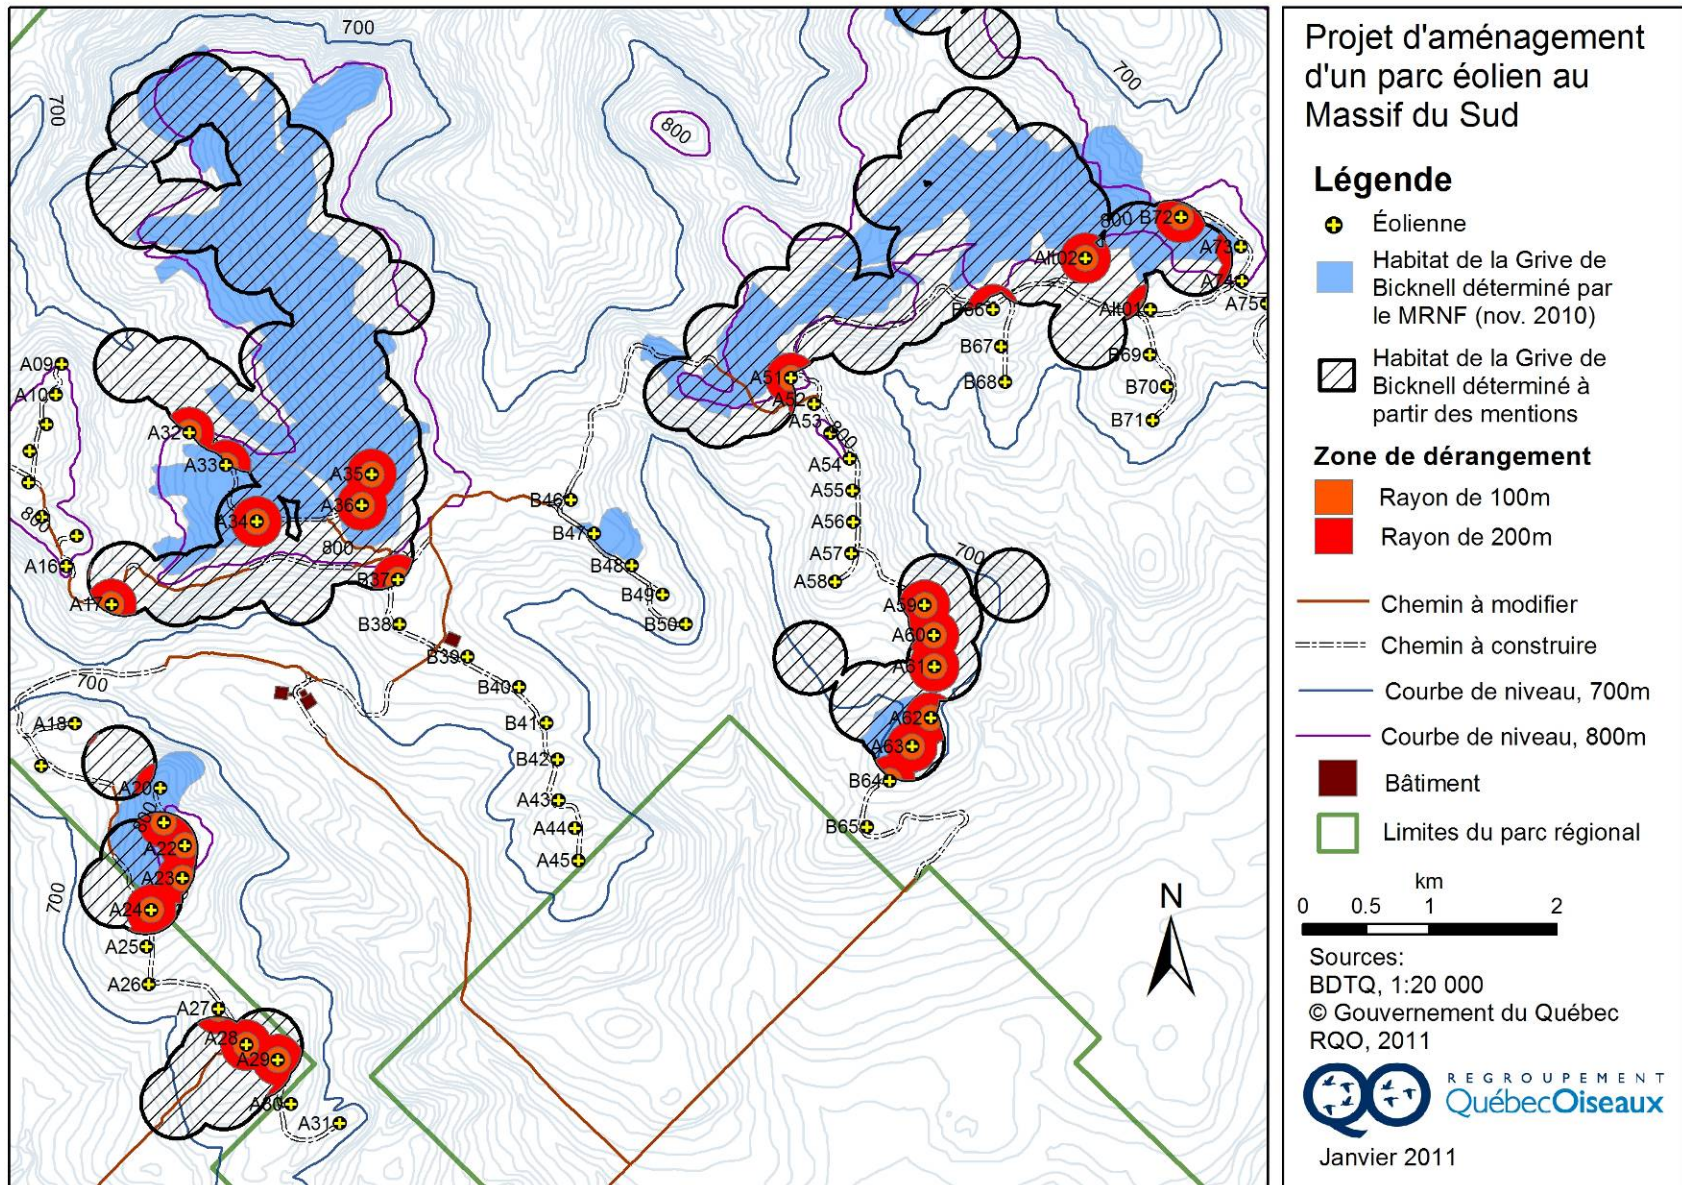 700
700
800
700
800
B72
A73
Alt02
A74
B66
Alt01
A75
A09
B67
B69
A10
A51
B68
B70
A52
A53
800
B71
A32
A33
A54
A35
A55
A36
B46
800
A34
A56
B47
800
A57
700
A16
B48
B37
A58
A17
B49
A59
B38
B50
A60
B39
A61
700
B40
A18
B41
A62
A63
B42
B64
A20
A43
800
A44
B65
A22
A45
A23
700
A24
A25
A26
A27
A28
A29
A30
A31
N
Projet d'aménagement
d'un parc éolien au
Massif du Sud
Légende
Éolienne
Habitat de la Grive de
Bicknell déterminé par
le MRNF (nov. 2010)
Habitat de la Grive de
Bicknell déterminé à
partir des mentions
Zone de dérangement
Rayon de 100m
Rayon de 200m
Chemin à modifier
Chemin à construire
Courbe de niveau, 700m
Courbe de niveau, 800m
Bâtiment
Limites du parc régional
km
0 0.5 1 2
Sources:
BDTQ, 1:20 000
© Gouvernement du Québec
RQO, 2011
REGROUPEMENT
QuébecOiseaux
Janvier 2011